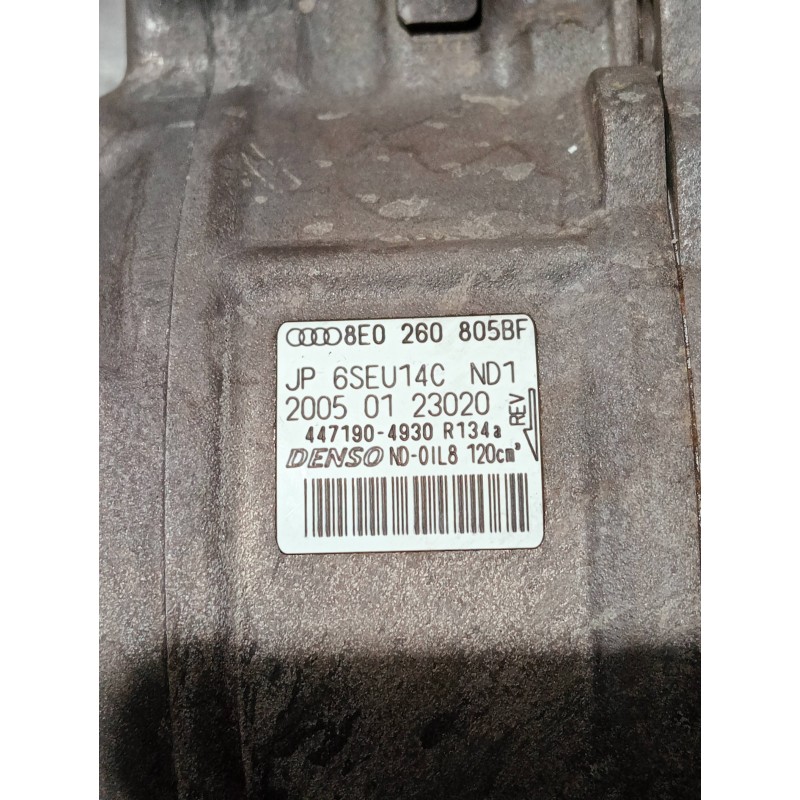 8E0 260 805BF
JP 6SEU14C ND1
2005 01 23020
REV
447190-4930 R134a
DENSO ND-OIL8 120cm³